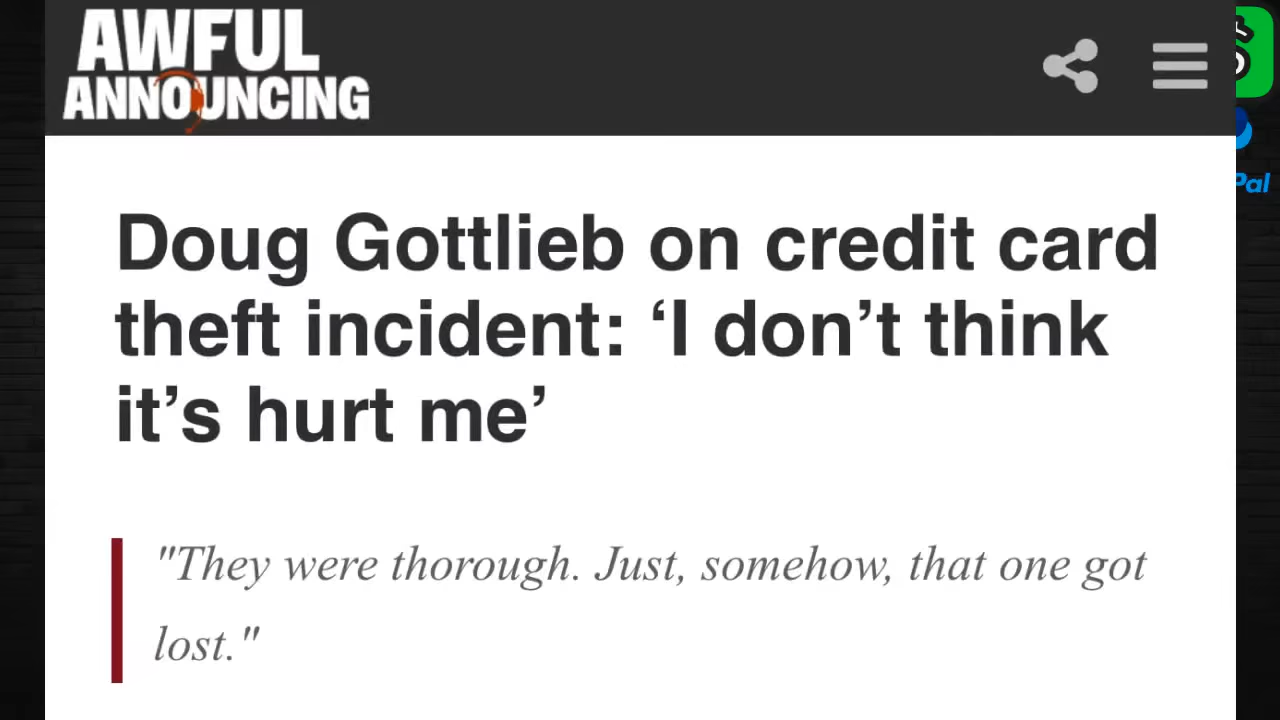 AWFUL
ANNOUNCING
Doug Gottlieb on credit card
theft incident: ‘I don’t think
it’s hurt me’
"They were thorough. Just, somehow, that one got
lost."
Pal